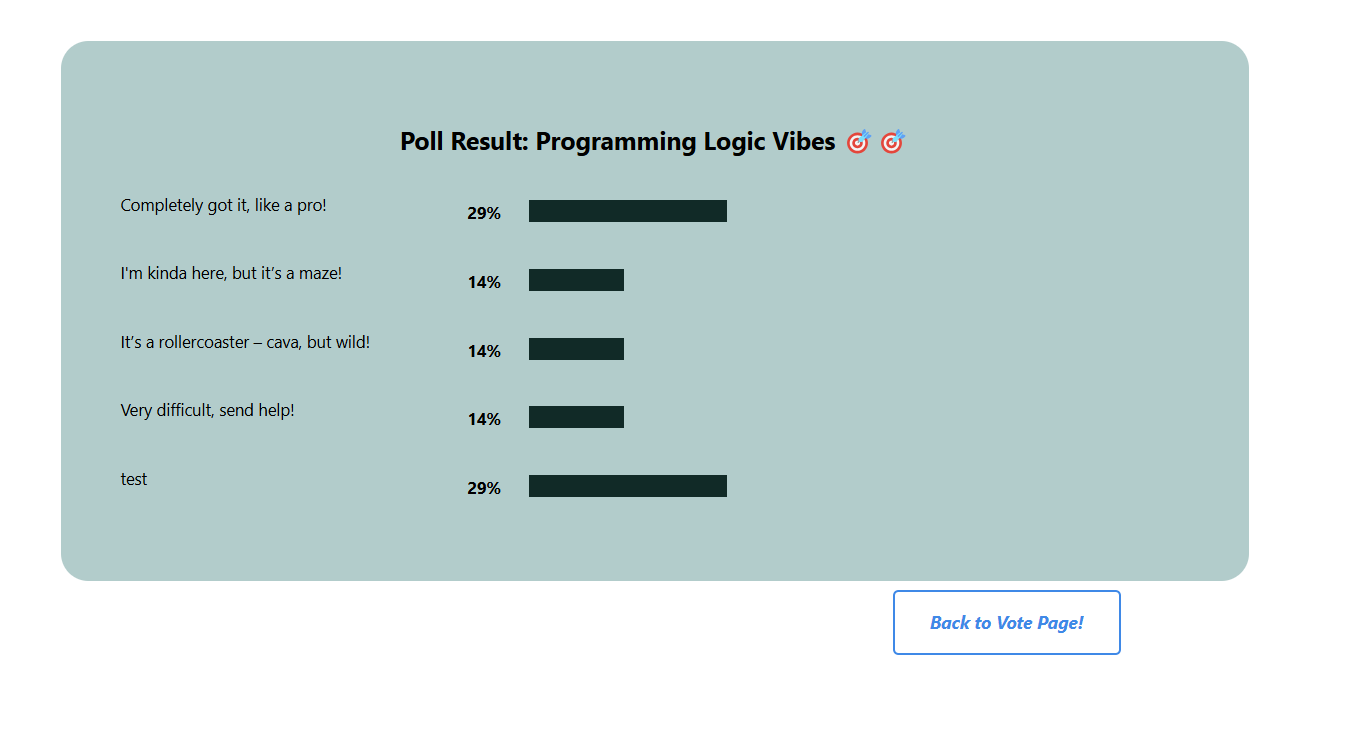 Poll Result: Programming Logic Vibes 🎯 🎯
Completely got it, like a pro! 29%
I'm kinda here, but it’s a maze! 14%
It’s a rollercoaster – cava, but wild! 14%
Very difficult, send help! 14%
test 29%
Back to Vote Page!